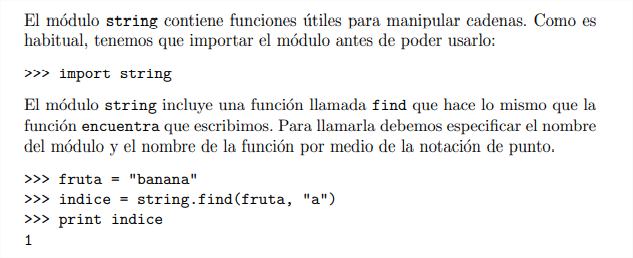 El módulo string contiene funciones útiles para manipular cadenas. Como es
habitual, tenemos que importar el módulo antes de poder usarlo:
>>> import string
El módulo string incluye una función llamada find que hace lo mismo que la
función encuentra que escribimos. Para llamarla debemos especificar el nombre
del módulo y el nombre de la función por medio de la notación de punto.
>>> fruta = "banana"
>>> indice = string.find(fruta, "a")
>>> print indice
1